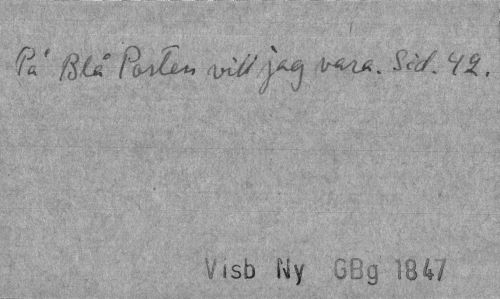 På Blå Porten vill jag vara. Sid. 42.
Visb Ny GBg 1847